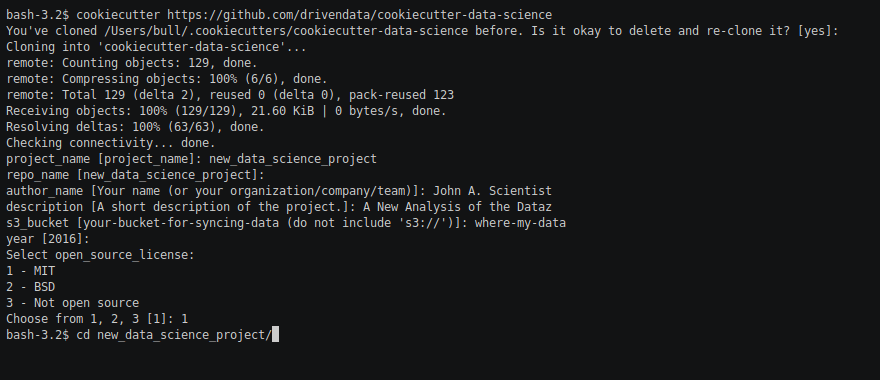 bash-3.2$ cookiecutter https://github.com/drivendata/cookiecutter-data-science
You've cloned /Users/bull/.cookiecutters/cookiecutter-data-science before. Is it okay to delete and re-clone it? [yes]:
Cloning into 'cookiecutter-data-science'...
remote: Counting objects: 129, done.
remote: Compressing objects: 100% (6/6), done.
remote: Total 129 (delta 2), reused 0 (delta 0), pack-reused 123
Receiving objects: 100% (129/129), 21.60 KiB | 0 bytes/s, done.
Resolving deltas: 100% (63/63), done.
Checking connectivity... done.
project_name [project_name]: new_data_science_project
repo_name [new_data_science_project]:
author_name [Your name (or your organization/company/team)]: John A. Scientist
description [A short description of the project.]: A New Analysis of the Dataz
s3_bucket [your-bucket-for-syncing-data (do not include 's3://')]: where-my-data
year [2016]:
Select open_source_license:
1 - MIT
2 - BSD
3 - Not open source
Choose from 1, 2, 3 [1]: 1
bash-3.2$ cd new_data_science_project/